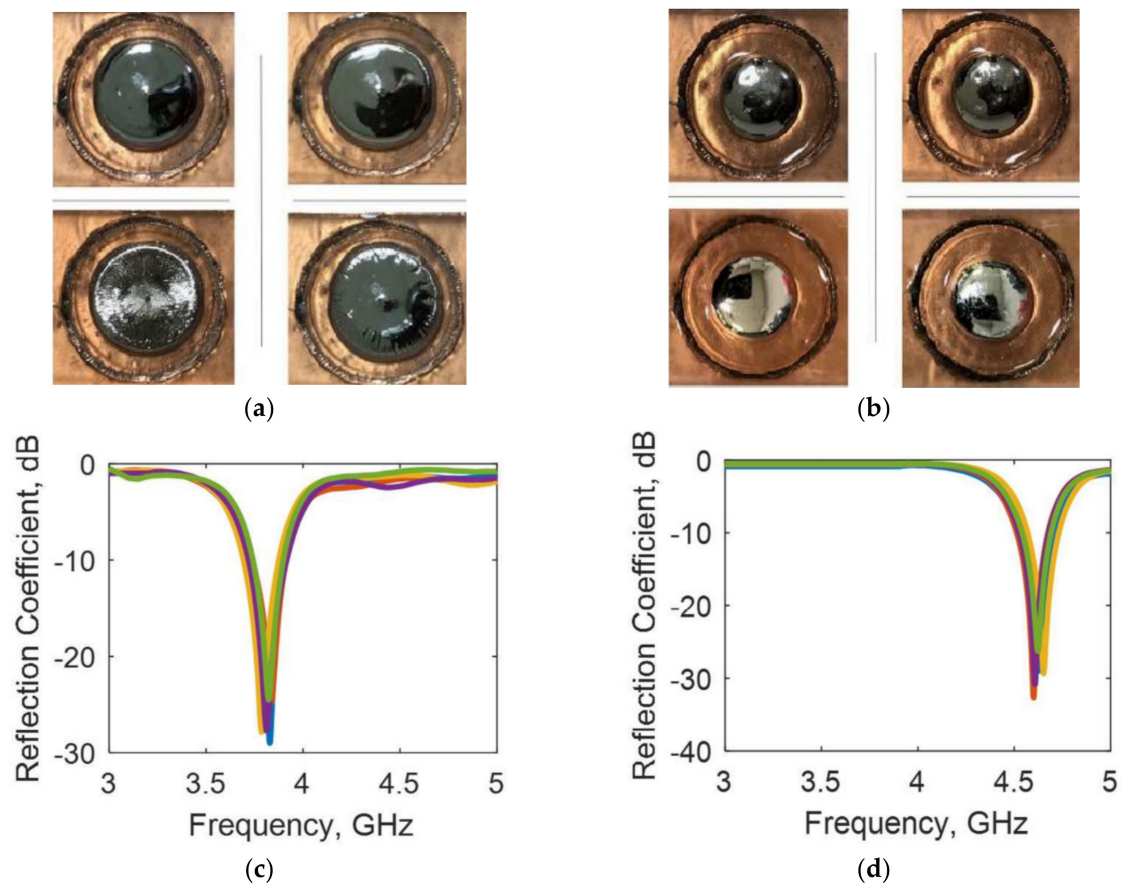 (a)
(b)
Reflection Coefficient, dB
0
-10
-20
-30
3
3.5
4
4.5
5
Frequency, GHz
(c)
Reflection Coefficient, dB
0
-10
-20
-30
-40
3
3.5
4
4.5
5
Frequency, GHz
(d)